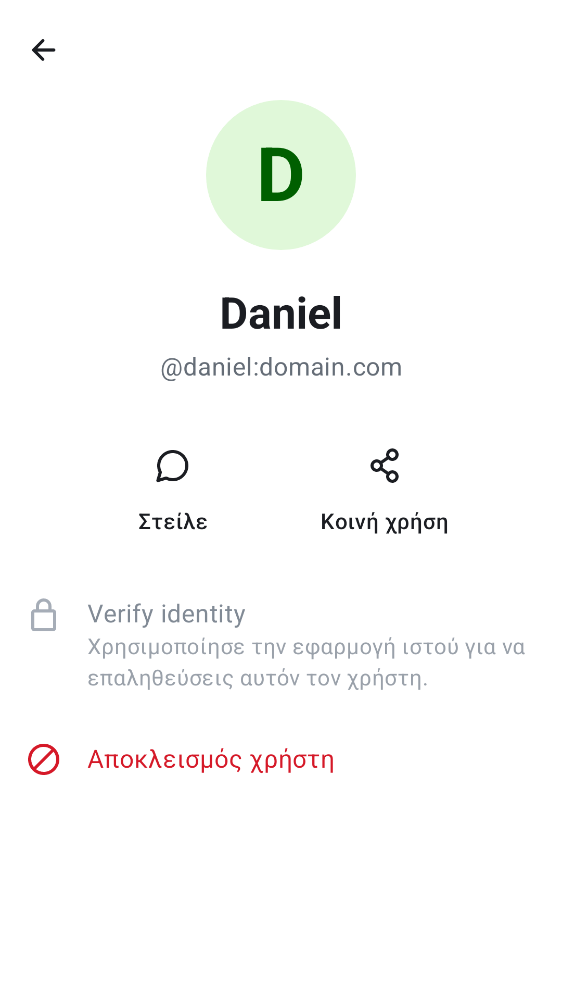 D
Daniel
@daniel:domain.com
Στείλε
Κοινή χρήση
Verify identity
Χρησιμοποίησε την εφαρμογή ιστού για να
επαληθεύσεις αυτόν τον χρήστη.
Αποκλεισμός χρήστη